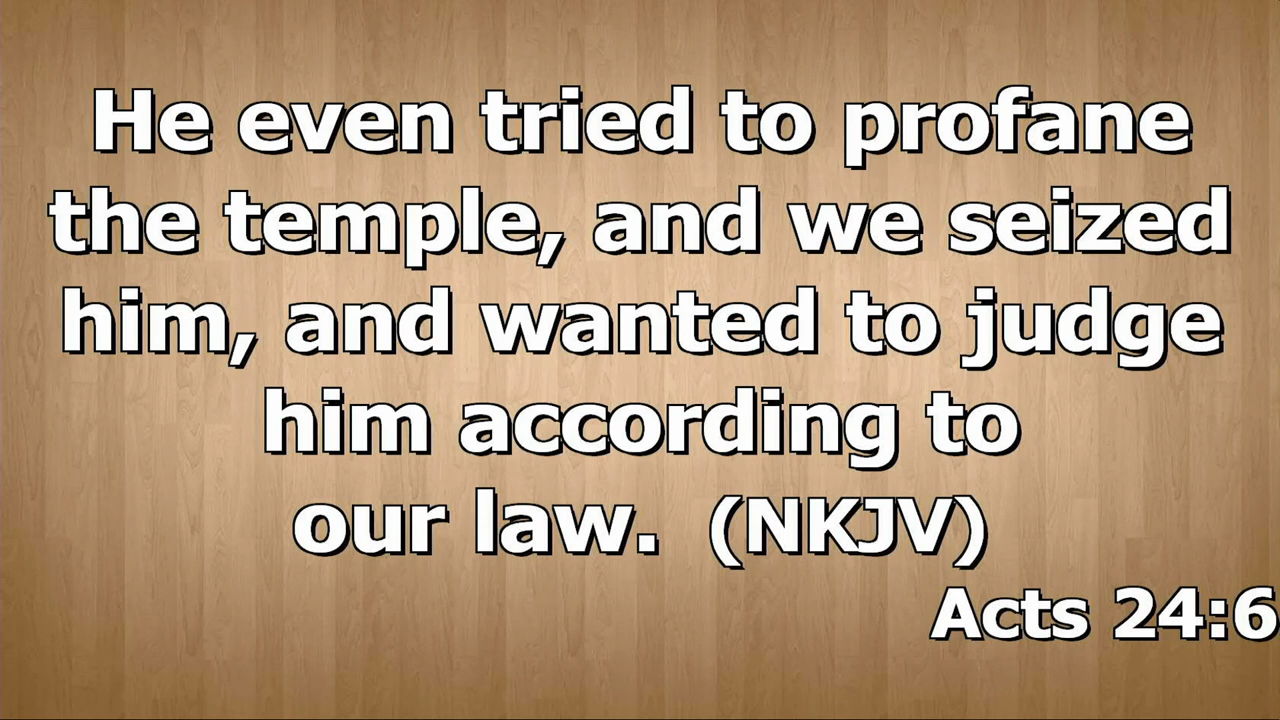 He even tried to profane
the temple, and we seized
him, and wanted to judge
him according to
our law.  (NKJV)
Acts 24:6